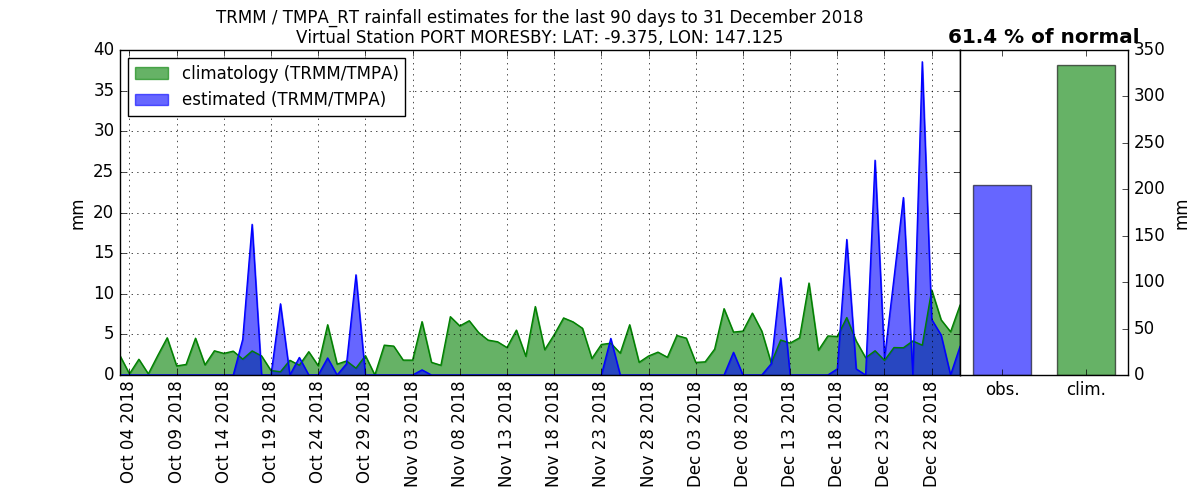 TRMM / TMPA_RT rainfall estimates for the last 90 days to 31 December 2018
Virtual Station PORT MORESBY: LAT: -9.375, LON: 147.125
61.4 % of normal
climatology (TRMM/TMPA)
estimated (TRMM/TMPA)
40
35
30
25
20
15
10
5
0
mm
Oct 04 2018
Oct 09 2018
Oct 14 2018
Oct 19 2018
Oct 24 2018
Oct 29 2018
Nov 03 2018
Nov 08 2018
Nov 13 2018
Nov 18 2018
Nov 23 2018
Nov 28 2018
Dec 03 2018
Dec 08 2018
Dec 13 2018
Dec 18 2018
Dec 23 2018
Dec 28 2018
350
300
250
200
150
100
50
0
mm
obs.
clim.